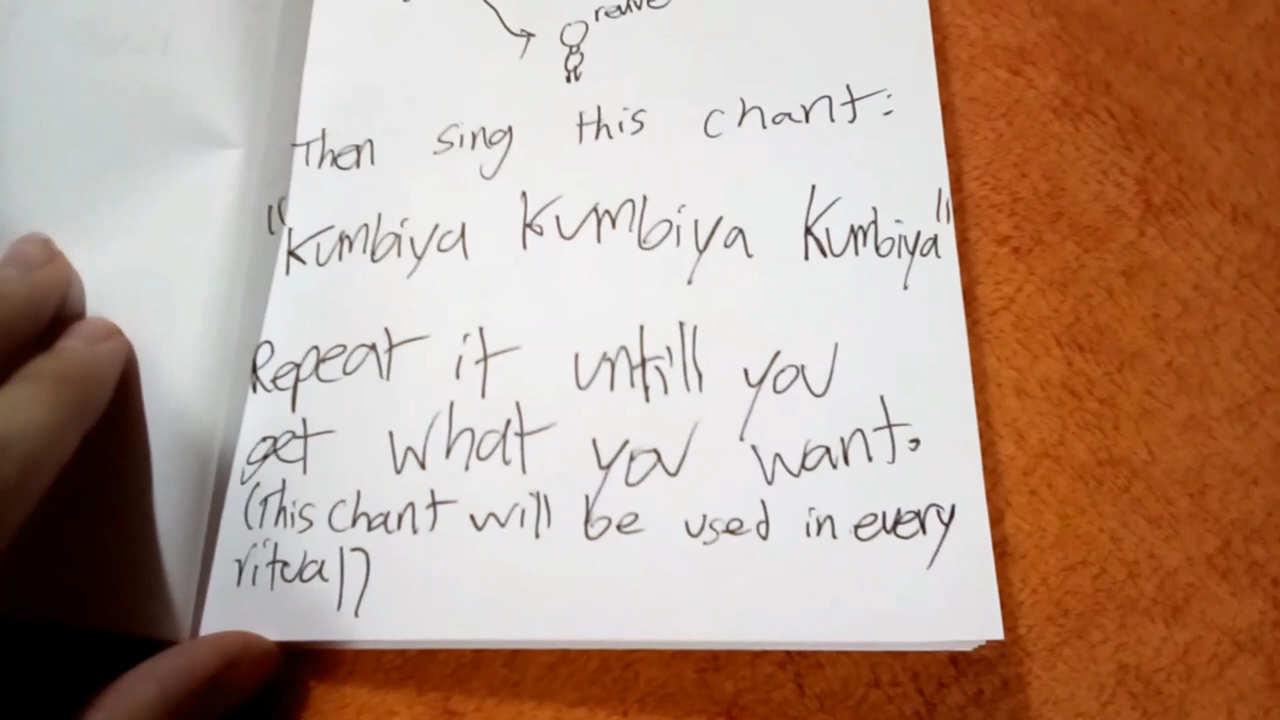 Then sing this chant:
"Kumbiya Kumbiya Kumbiya"
Repeat it untill you
get what you want.
(This chant will be used in every
ritual)